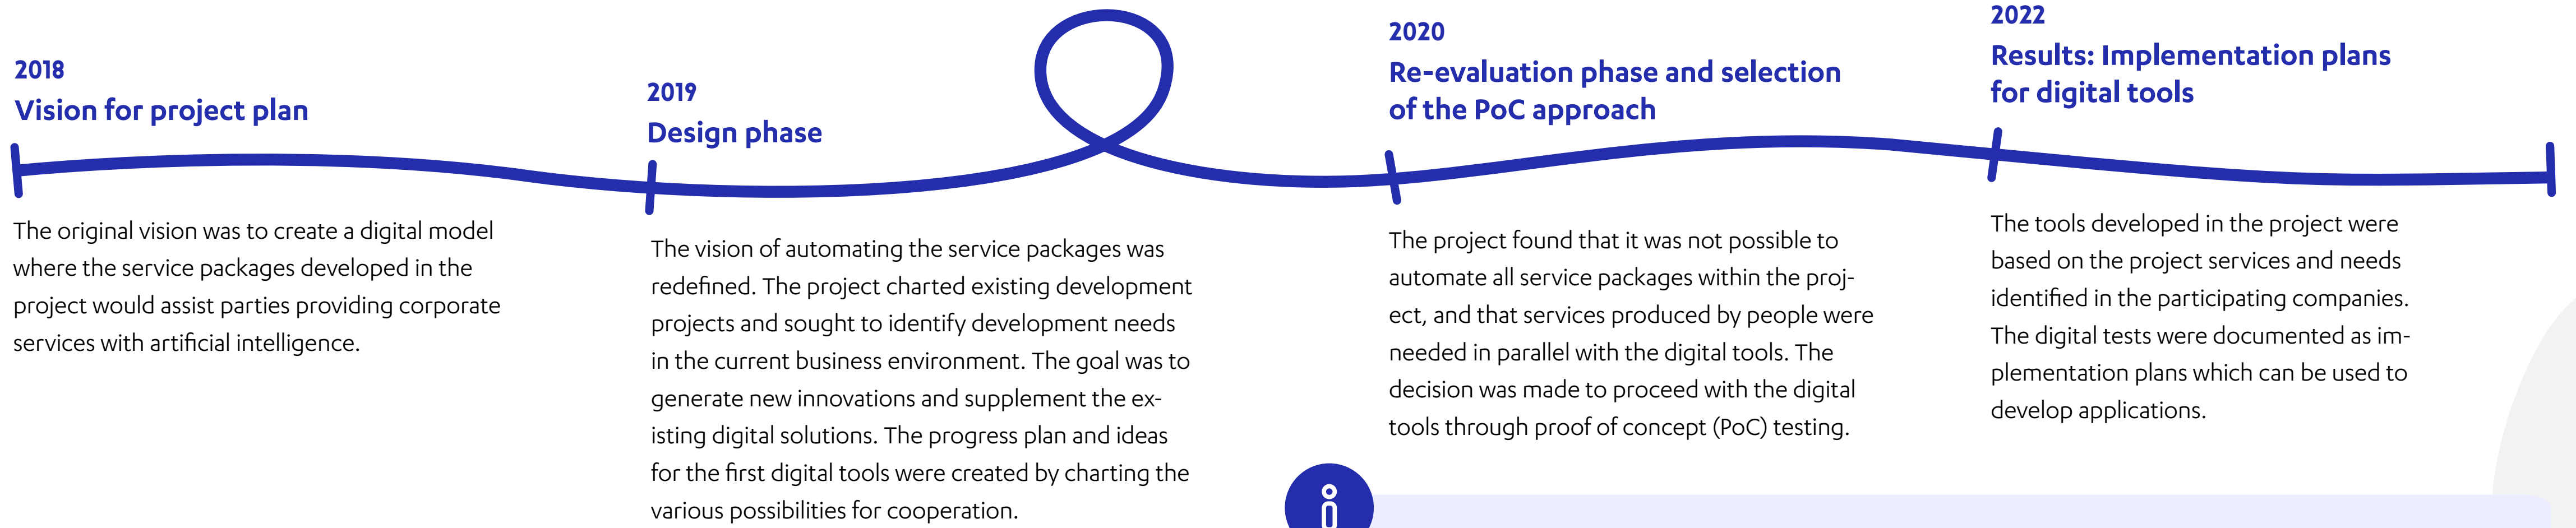 2018
Vision for project plan
The original vision was to create a digital model
where the service packages developed in the
project would assist parties providing corporate
services with artificial intelligence.
2019
Design phase
The vision of automating the service packages was
redefined. The project charted existing development
projects and sought to identify development needs
in the current business environment. The goal was to
generate new innovations and supplement the ex-
isting digital solutions. The progress plan and ideas
for the first digital tools were created by charting the
various possibilities for cooperation.
2020
Re-evaluation phase and selection
of the PoC approach
The project found that it was not possible to
automate all service packages within the proj-
ect, and that services produced by people were
needed in parallel with the digital tools. The
decision was made to proceed with the digital
tools through proof of concept (PoC) testing.
2022
Results: Implementation plans
for digital tools
The tools developed in the project were
based on the project services and needs
identified in the participating companies.
The digital tests were documented as im-
plementation plans which can be used to
develop applications.